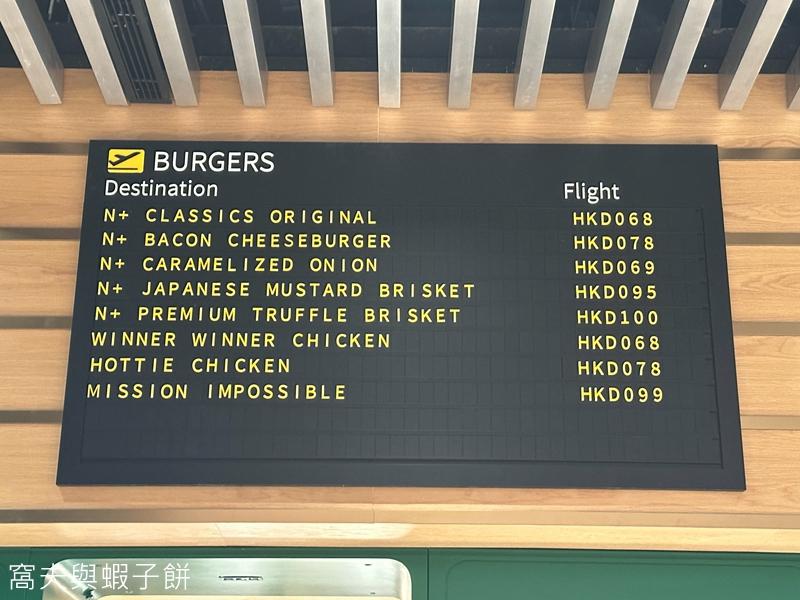 BURGERS
Destination Flight
N+ CLASSICS ORIGINAL HKD068
N+ BACON CHEESEBURGER HKD078
N+ CARAMELIZED ONION HKD069
N+ JAPANESE MUSTARD BRISKET HKD095
N+ PREMIUM TRUFFLE BRISKET HKD100
WINNER WINNER CHICKEN HKD068
HOTTIE CHICKEN HKD078
MISSION IMPOSSIBLE HKD099
窩夫與蝦子餅